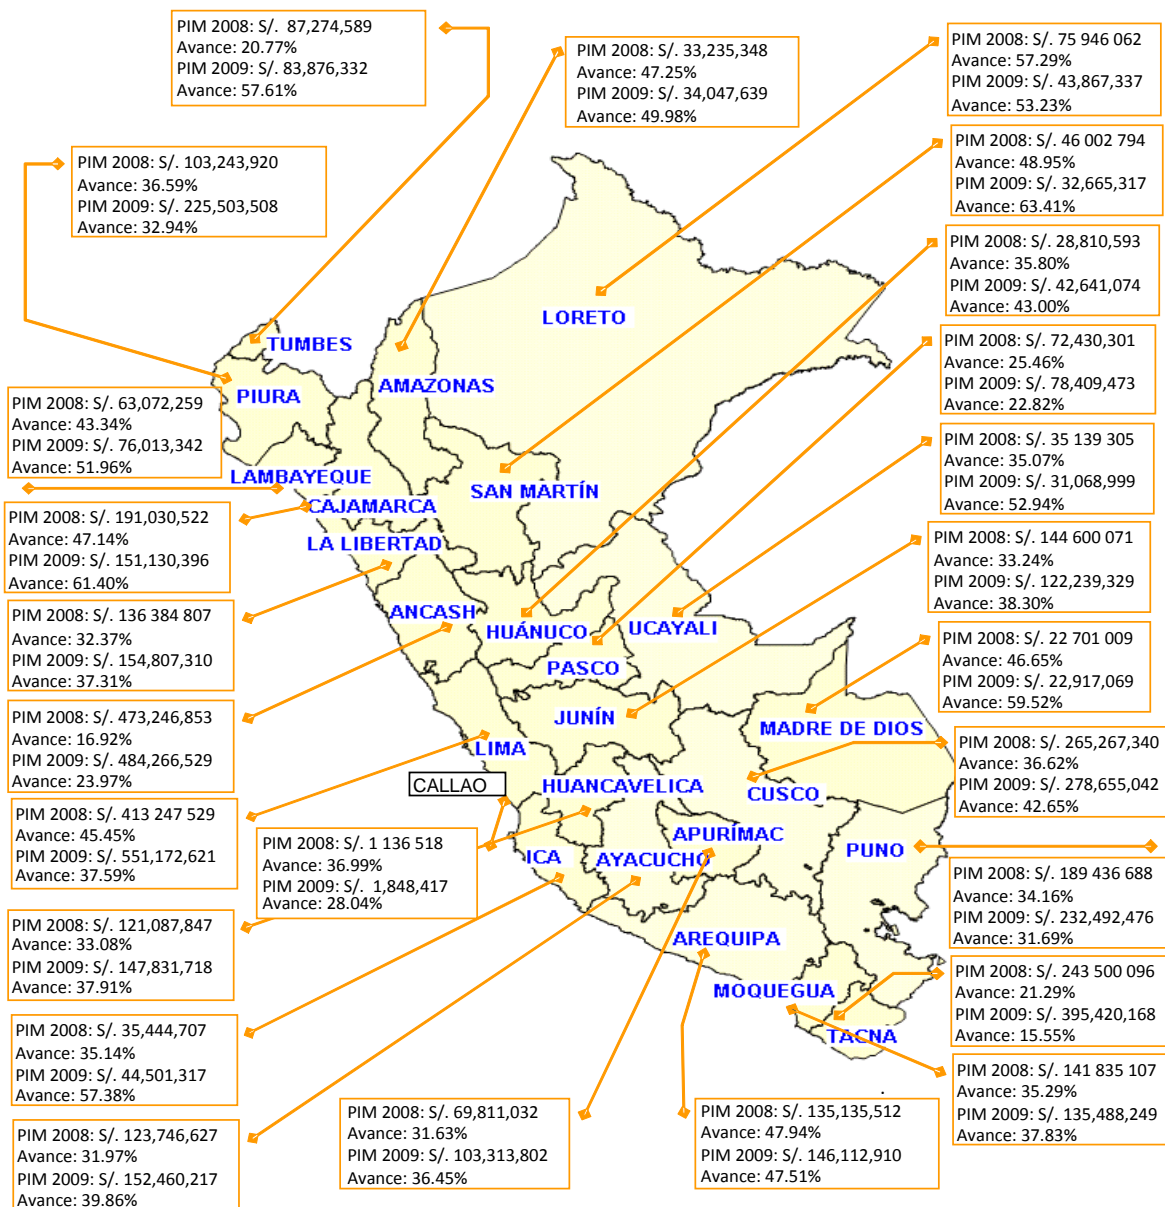 PIM 2008: S/. 87,274,589
Avance: 20.77%
PIM 2009: S/. 83,876,332
Avance: 57.61%
PIM 2008: S/. 33,235,348
Avance: 47.25%
PIM 2009: S/. 34,047,639
Avance: 49.98%
PIM 2008: S/. 75 946 062
Avance: 57.29%
PIM 2009: S/. 43,867,337
Avance: 53.23%
PIM 2008: S/. 103,243,920
Avance: 36.59%
PIM 2009: S/. 225,503,508
Avance: 32.94%
PIM 2008: S/. 46 002 794
Avance: 48.95%
PIM 2009: S/. 32,665,317
Avance: 63.41%
PIM 2008: S/. 28,810,593
Avance: 35.80%
PIM 2009: S/. 42,641,074
Avance: 43.00%
PIM 2008: S/. 72,430,301
Avance: 25.46%
PIM 2009: S/. 78,409,473
Avance: 22.82%
PIM 2008: S/. 63,072,259
Avance: 43.34%
PIM 2009: S/. 76,013,342
Avance: 51.96%
PIM 2008: S/. 35 139 305
Avance: 35.07%
PIM 2009: S/. 31,068,999
Avance: 52.94%
PIM 2008: S/. 191,030,522
Avance: 47.14%
PIM 2009: S/. 151,130,396
Avance: 61.40%
PIM 2008: S/. 144 600 071
Avance: 33.24%
PIM 2009: S/. 122,239,329
Avance: 38.30%
PIM 2008: S/. 136 384 807
Avance: 32.37%
PIM 2009: S/. 154,807,310
Avance: 37.31%
PIM 2008: S/. 22 701 009
Avance: 46.65%
PIM 2009: S/. 22,917,069
Avance: 59.52%
PIM 2008: S/. 473,246,853
Avance: 16.92%
PIM 2009: S/. 484,266,529
Avance: 23.97%
PIM 2008: S/. 265,267,340
Avance: 36.62%
PIM 2009: S/. 278,655,042
Avance: 42.65%
PIM 2008: S/. 413 247 529
Avance: 45.45%
PIM 2009: S/. 551,172,621
Avance: 37.59%
PIM 2008: S/. 1 136 518
Avance: 36.99%
PIM 2009: S/. 1,848,417
Avance: 28.04%
PIM 2008: S/. 189 436 688
Avance: 34.16%
PIM 2009: S/. 232,492,476
Avance: 31.69%
PIM 2008: S/. 121,087,847
Avance: 33.08%
PIM 2009: S/. 147,831,718
Avance: 37.91%
PIM 2008: S/. 243 500 096
Avance: 21.29%
PIM 2009: S/. 395,420,168
Avance: 15.55%
PIM 2008: S/. 35,444,707
Avance: 35.14%
PIM 2009: S/. 44,501,317
Avance: 57.38%
PIM 2008: S/. 141 835 107
Avance: 35.29%
PIM 2009: S/. 135,488,249
Avance: 37.83%
PIM 2008: S/. 69,811,032
Avance: 31.63%
PIM 2009: S/. 103,313,802
Avance: 36.45%
PIM 2008: S/. 135,135,512
Avance: 47.94%
PIM 2009: S/. 146,112,910
Avance: 47.51%
PIM 2008: S/. 123,746,627
Avance: 31.97%
PIM 2009: S/. 152,460,217
Avance: 39.86%
LORETO
TUMBES
AMAZONAS
PIURA
LAMBAYEQUE
SAN MARTÍN
CAJAMARCA
LA LIBERTAD
ANCASH
HUÁNUCO
UCAYALI
PASCO
JUNÍN
MADRE DE DIOS
LIMA
CALLAO
HUANCAVELICA
CUSCO
APURÍMAC
ICA
AYACUCHO
PUNO
AREQUIPA
MOQUEGUA
TACNA